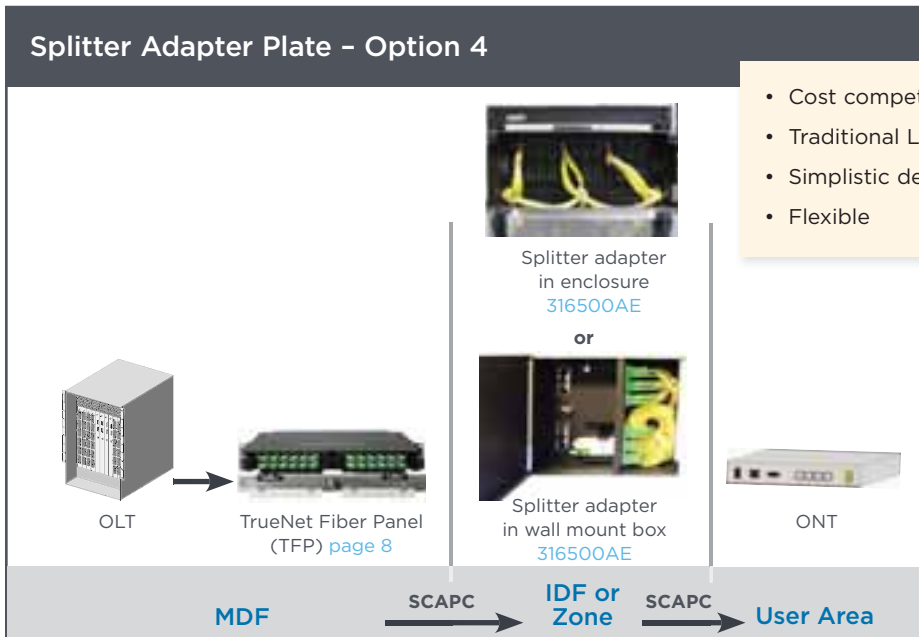 Splitter Adapter Plate – Option 4
• Cost
• Traditional
• Simplistic
• Flexible
Splitter adapter
in enclosure
316500AE
or
Splitter adapter
in wall mount box
316500AE
OLT
TrueNet Fiber Panel
(TFP) page 8
ONT
MDF
SCAPC
IDF or
Zone
SCAPC
User Area